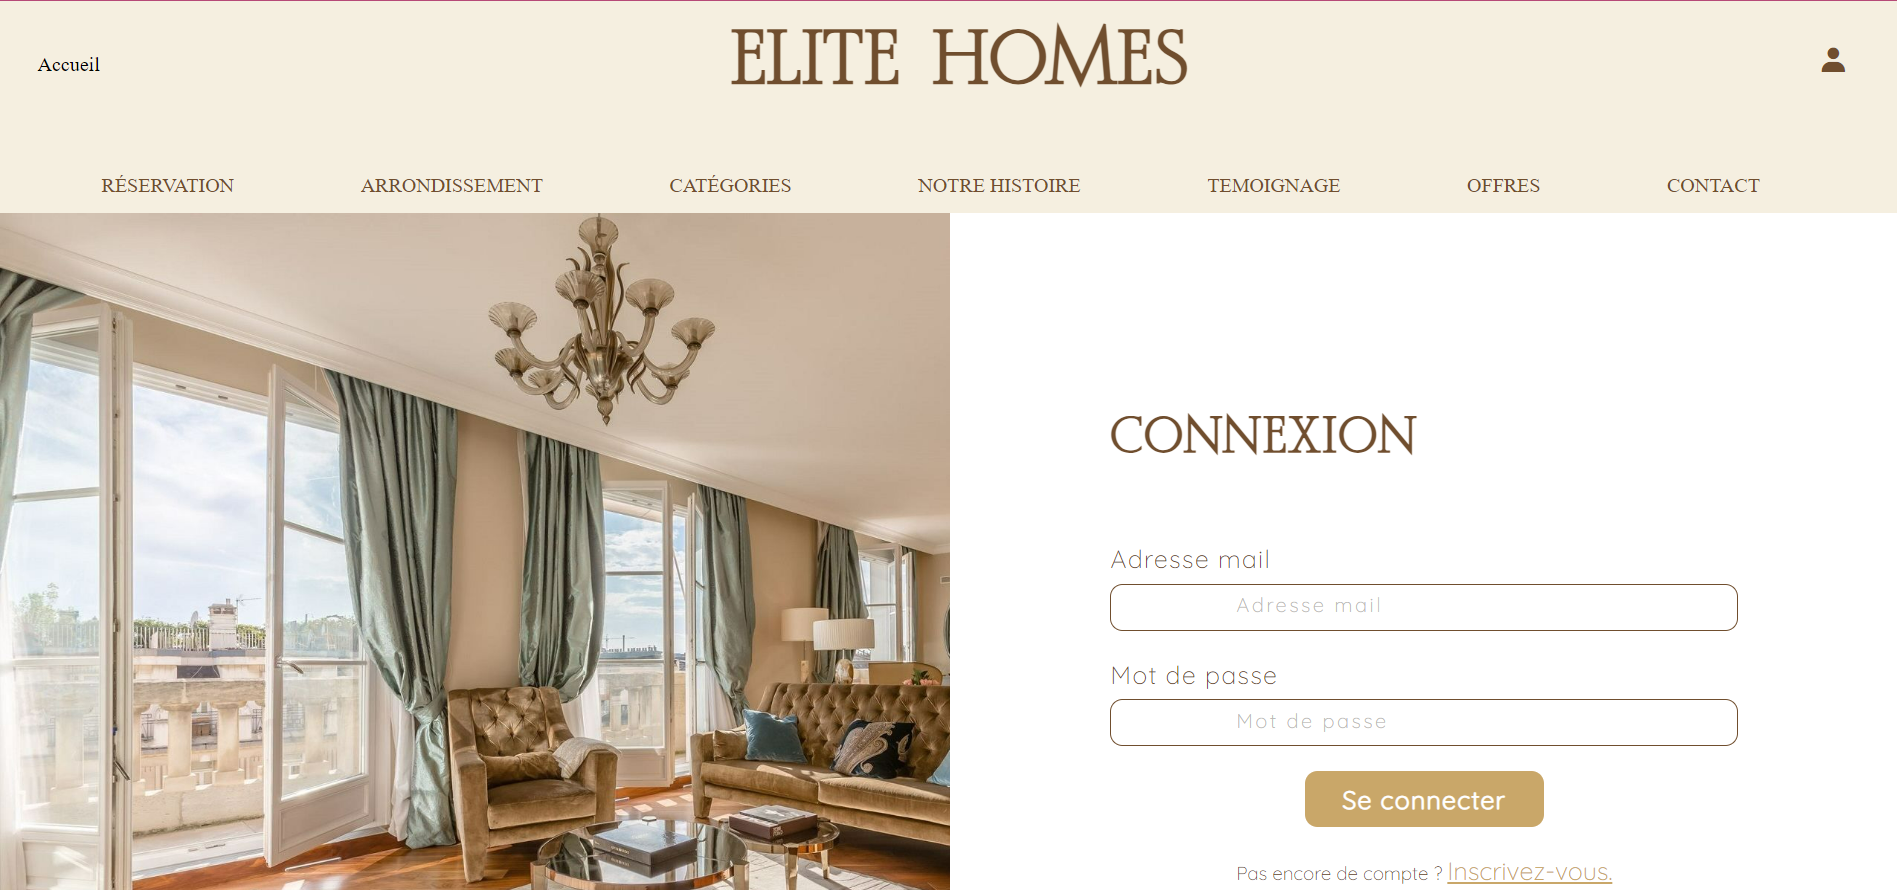 ELITE HOMES
Accueil
RÉSERVATION ARRONDISSEMENT CATÉGORIES NOTRE HISTOIRE TEMOIGNAGE OFFRES CONTACT
CONNEXION
Adresse mail
Adresse mail
Mot de passe
Mot de passe
Se connecter
Pas encore de compte ? Inscrivez-vous.